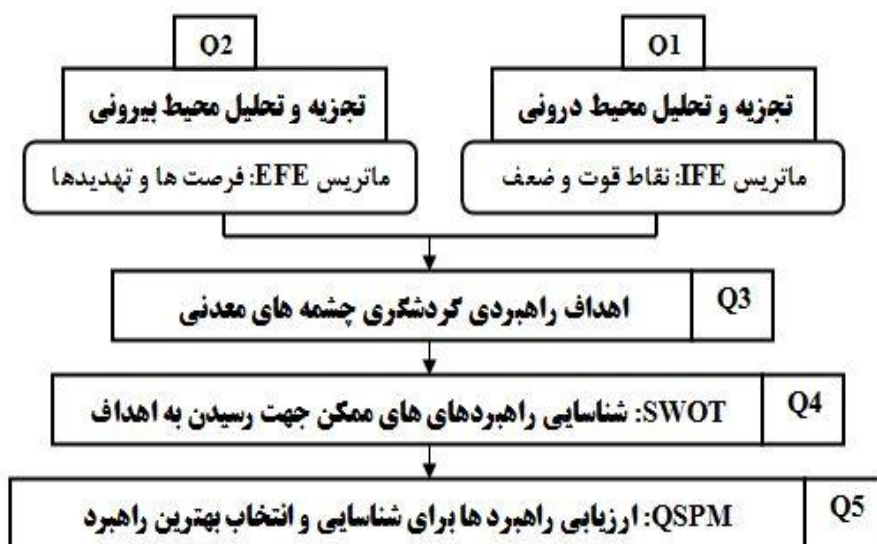 Q1
تجزیه و تحلیل محیط درونی
ماتریس IFE: نقاط قوت و ضعف
Q2
تجزیه و تحلیل محیط بیرونی
ماتریس EFE: فرصت ها و تهدیدها
Q3
اهداف راهبردی گردشگری چشمه های معدنی
Q4
SWOT: شناسایی راهبردهای های ممکن جهت رسیدن به اهداف
Q5
QSPM: ارزیابی راهبرد ها برای شناسایی و انتخاب بهترین راهبرد